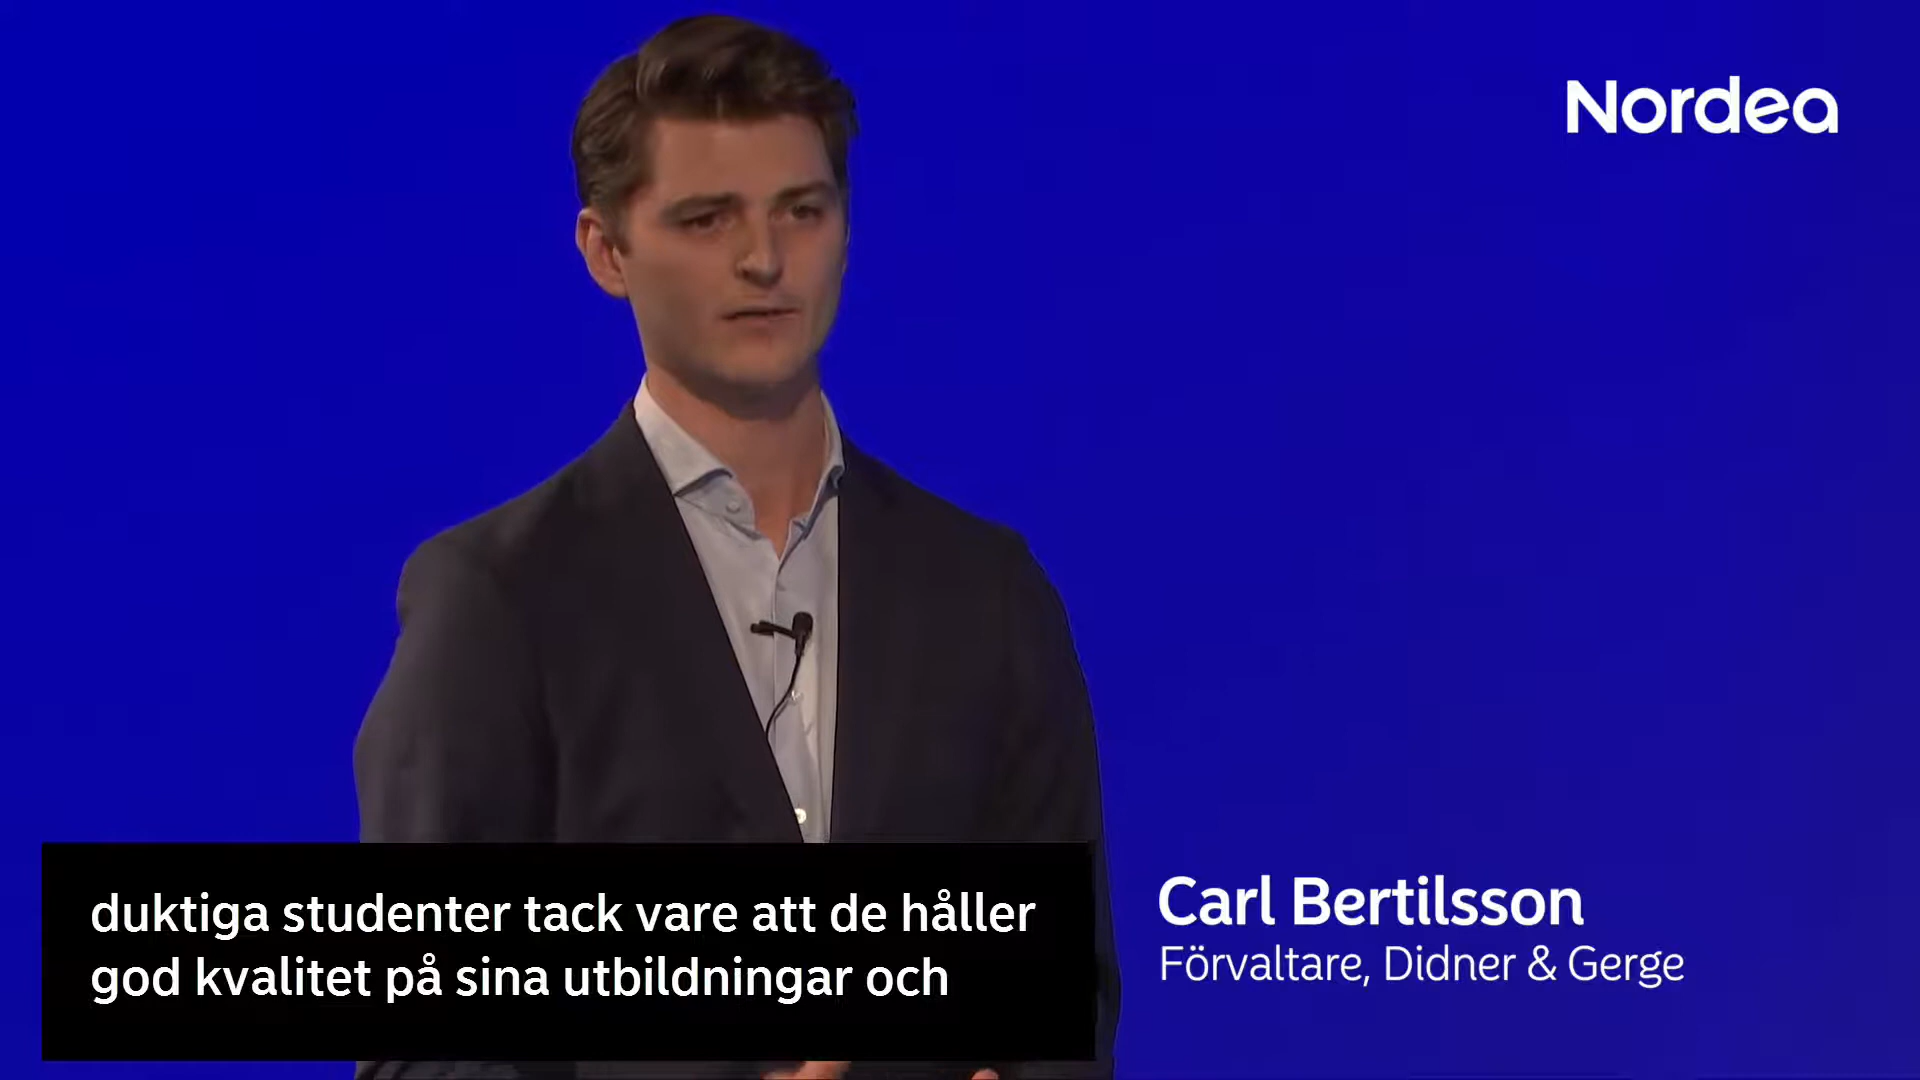 Nordea
duktiga studenter tack vare att de håller
god kvalitet på sina utbildningar och
Carl Bertilsson
Förvaltare, Didner & Gerge